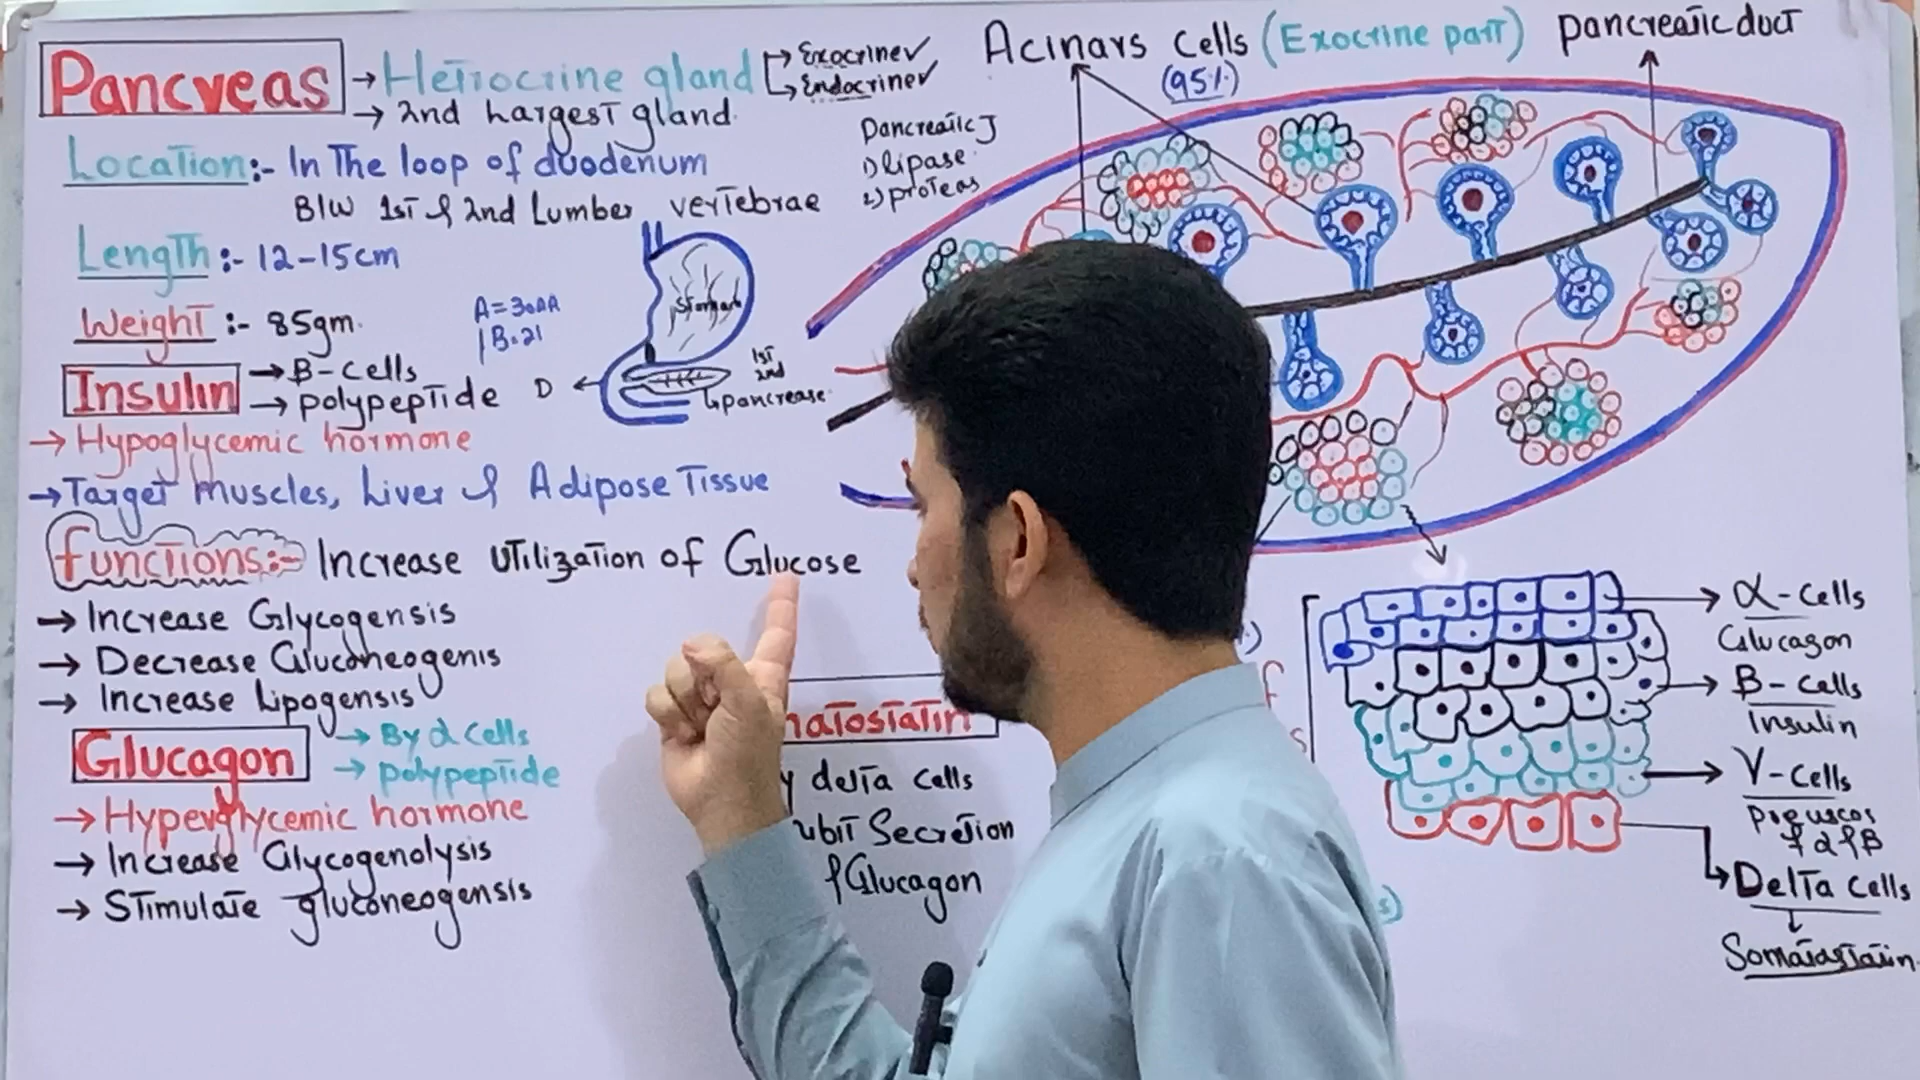 Pancreas → Hetrocrine gland → Exocrine✓
→ Endocrine✓
→ 2nd Largest gland
Location:- In The loop of duodenum
B/W 1st & 2nd Lumber vertebrae
Length :- 12-15cm
Weight :- 85gm.
Insulin → B-cells
→ polypeptide
→ Hypoglycemic hormone
→ Target Muscles, Liver & Adipose Tissue
functions:- Increase Utilization of Glucose
→ Increase Glycogensis
→ Decrease Gluconeogenis
→ Increase Lipogensis
Glucagon → By α cells
→ polypeptide
→ Hyperglycemic hormone
→ Increase Glycogenolysis
→ Stimulate gluconeogensis
A=30AA
B=21
Stomach
D
1st
2nd
pancrease
Pancreatic J
1) lipase
2) proteas
Acinars cells (Exocrine part)
(95%)
pancreatic duct
matostatin
y delta cells
ibit Secretion
f Glucagon
α-cells
Glucagon
B-cells
Insulin
γ-cells
α & β
Delta cells
Somatostatin